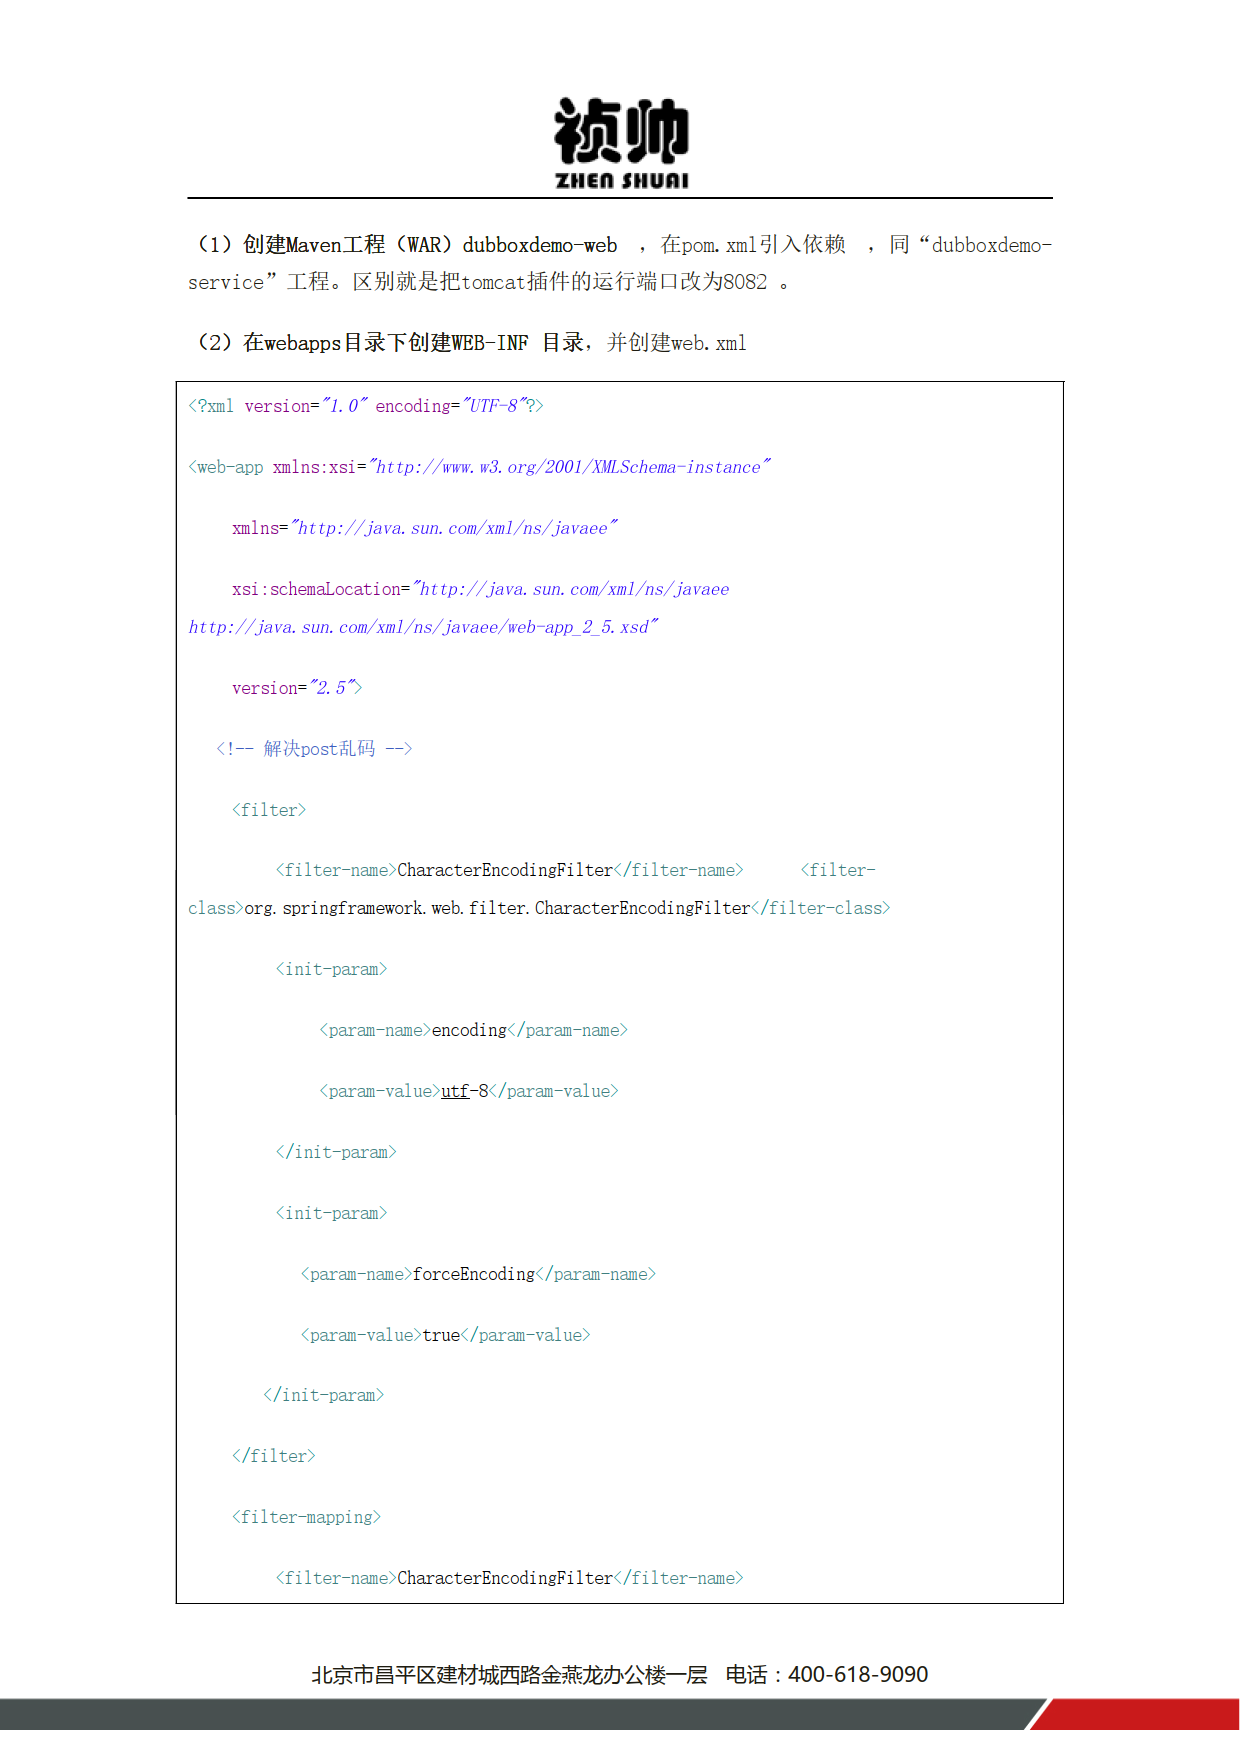 祯帅
ZHEN SHUAI
（1）创建Maven工程（WAR）dubboxdemo-web ，在pom.xml引入依赖 ，同“dubboxdemo-
service”工程。区别就是把tomcat插件的运行端口改为8082 。
（2）在webapps目录下创建WEB-INF 目录，并创建web.xml
<?xml version="1.0" encoding="UTF-8"?>
<web-app xmlns:xsi="http://www.w3.org/2001/XMLSchema-instance"
xmlns="http://java.sun.com/xml/ns/javaee"
xsi:schemaLocation="http://java.sun.com/xml/ns/javaee
http://java.sun.com/xml/ns/javaee/web-app_2_5.xsd"
version="2.5">
<!-- 解决post乱码 -->
<filter>
<filter-name>CharacterEncodingFilter</filter-name> <filter-
class>org.springframework.web.filter.CharacterEncodingFilter</filter-class>
<init-param>
<param-name>encoding</param-name>
<param-value>utf-8</param-value>
</init-param>
<init-param>
<param-name>forceEncoding</param-name>
<param-value>true</param-value>
</init-param>
</filter>
<filter-mapping>
<filter-name>CharacterEncodingFilter</filter-name>
北京市昌平区建材城西路金燕龙办公楼一层 电话：400-618-9090